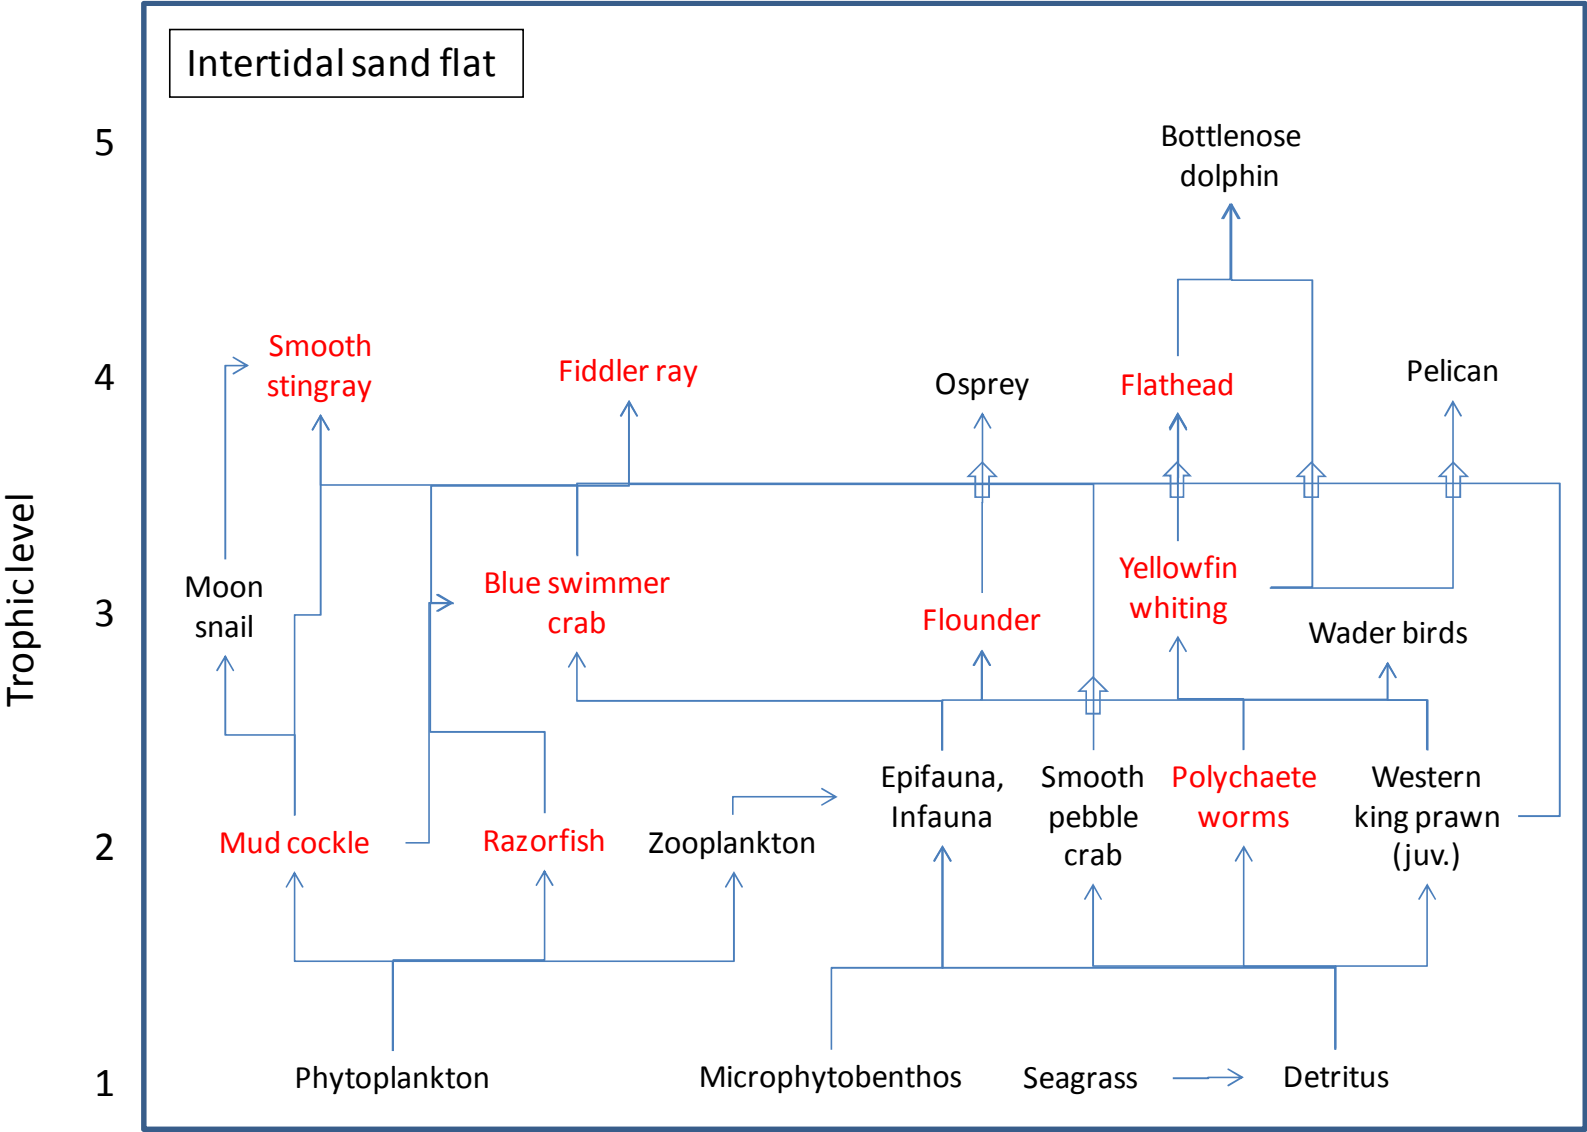 Intertidal sand flat
Trophic level
5
Bottlenose
dolphin
4
Smooth
stingray
Fiddler ray
Osprey
Flathead
Pelican
3
Moon
snail
Blue swimmer
crab
Flounder
Yellowfin
whiting
Wader birds
2
Mud cockle
Razorfish
Zooplankton
Epifauna,
Infauna
Smooth
pebble
crab
Polychaete
worms
Western
king prawn
(juv.)
1
Phytoplankton
Microphytobenthos
Seagrass
Detritus